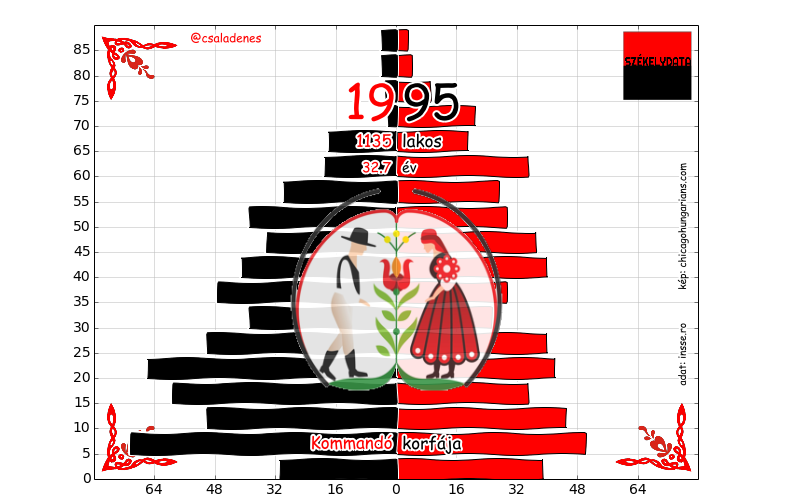 @csaladenes
SZÉKELYDATA
1995
1135 lakos
32.7 év
kép: chicagohungarians.com
adat: insse.ro
Kommandó korfája
85
80
75
70
65
60
55
50
45
40
35
30
25
20
15
10
5
0
64 48 32 16 0 16 32 48 64